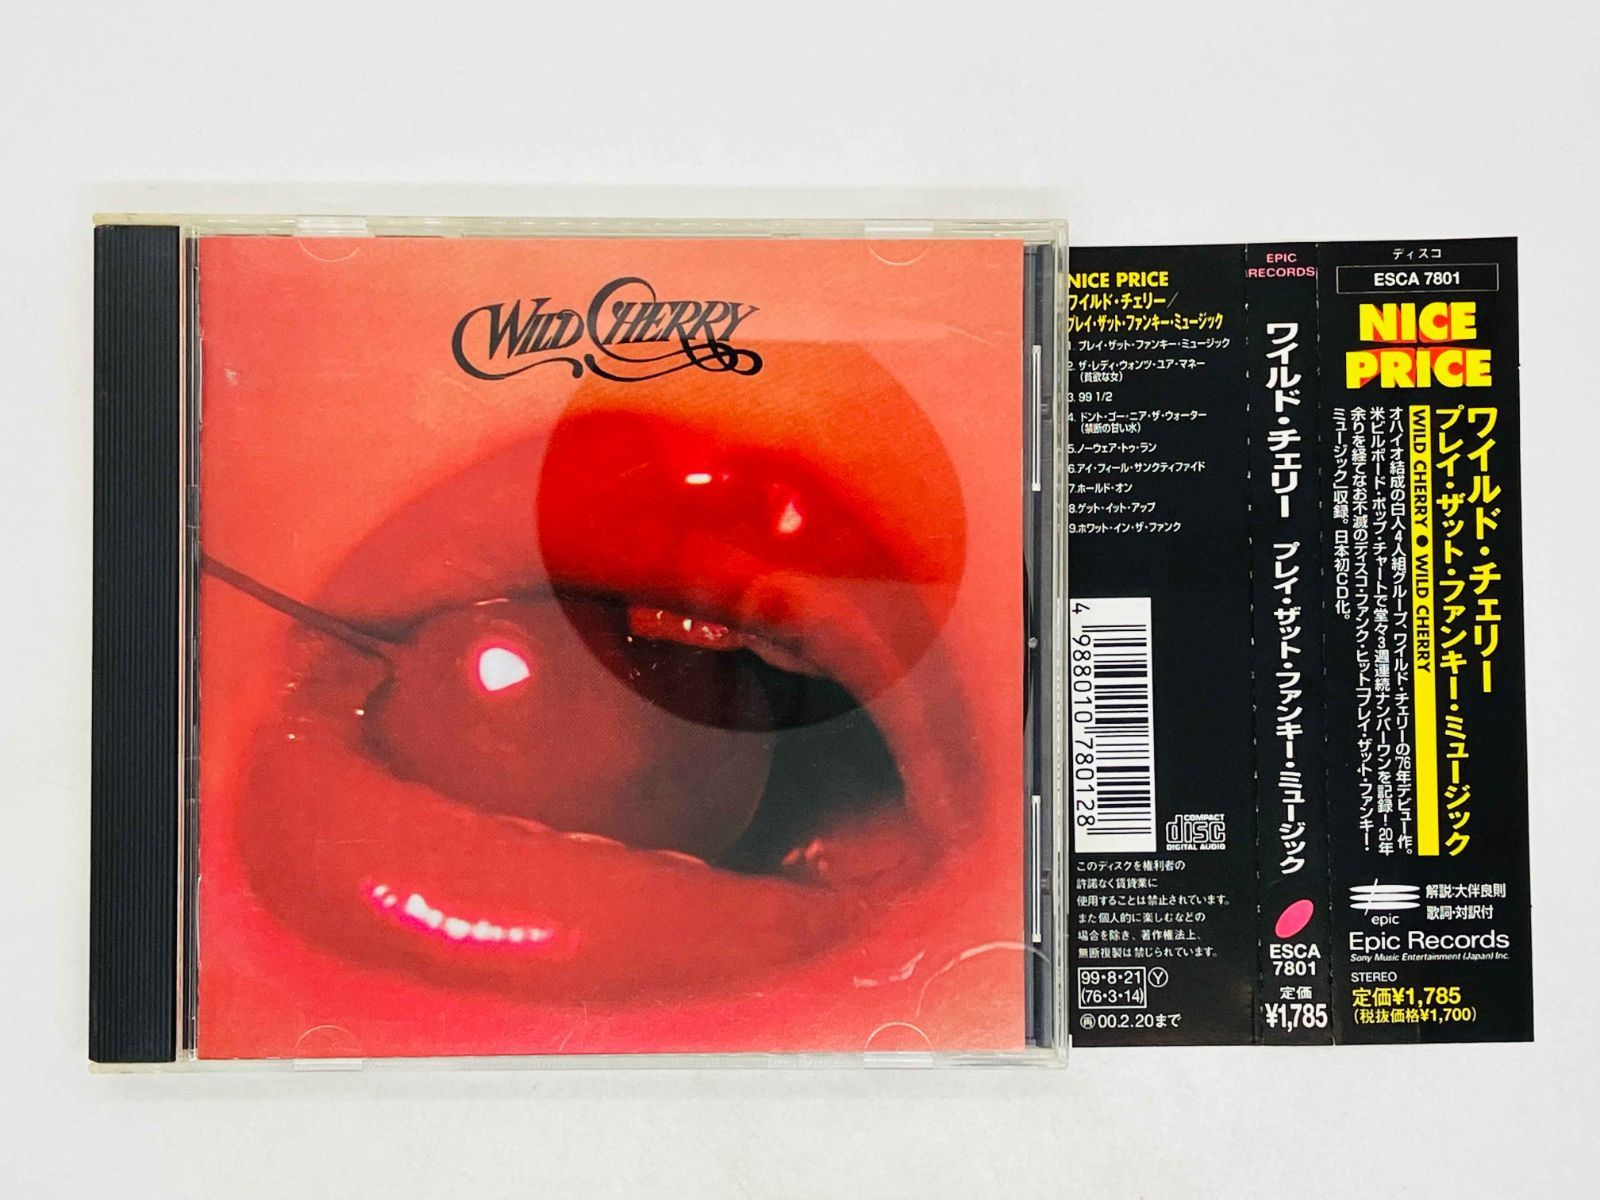 WILD CHERRY
NICE PRICE
ワイルド・チェリー/
プレイ・ザット・ファンキー・ミュージック
1. プレイ・ザット・ファンキー・ミュージック
2. ザ・レディ・ウォンツ・ユア・マネー
(貧欲な女)
3. 99 1/2
4. ドント・ゴー・ニア・ザ・ウォーター
(禁断の甘い水)
5.ノーウェア・トゥ・ラン
6.アイ・フィール・サンクティファイド
7.ホールド・オン
8.ゲット・イット・アップ
9.ホワット・イン・ザ・ファンク
4 988010 780128
COMPACT
disc
DIGITAL AUDIO
このディスクを権利者の
許諾なく賃貸業に
使用することは禁止されています。
また個人的に楽しむなどの
場合を除き、著作権法上、
無断複製は禁じられています。
99・8・21 Y
(76・3・14)
再 00.2.20まで
EPIC
RECORDS
ワイルド・チェリー プレイ・ザット・ファンキー・ミュージック
ESCA
7801
定価
¥1,785
ディスコ
ESCA 7801
NICE
PRICE
ワイルド・チェリー
プレイ・ザット・ファンキー・ミュージック
WILD CHERRY ● WILD CHERRY
オハイオ結成の白人4人組グループ、ワイルド・チェリーの'76年デビュー作。
米ビルボード・ポップ・チャートで堂々3週連続ナンバーワンを記録!20年
余りを経てなお不滅のディスコ・ファンク・ヒット「プレイ・ザット・ファンキー・
ミュージック」収録。日本初CD化。
epic
解説:大伴良則
歌詞・対訳付
Epic Records
Sony Music Entertainment (Japan) Inc.
STEREO
定価¥1,785
(税抜価格¥1,700)